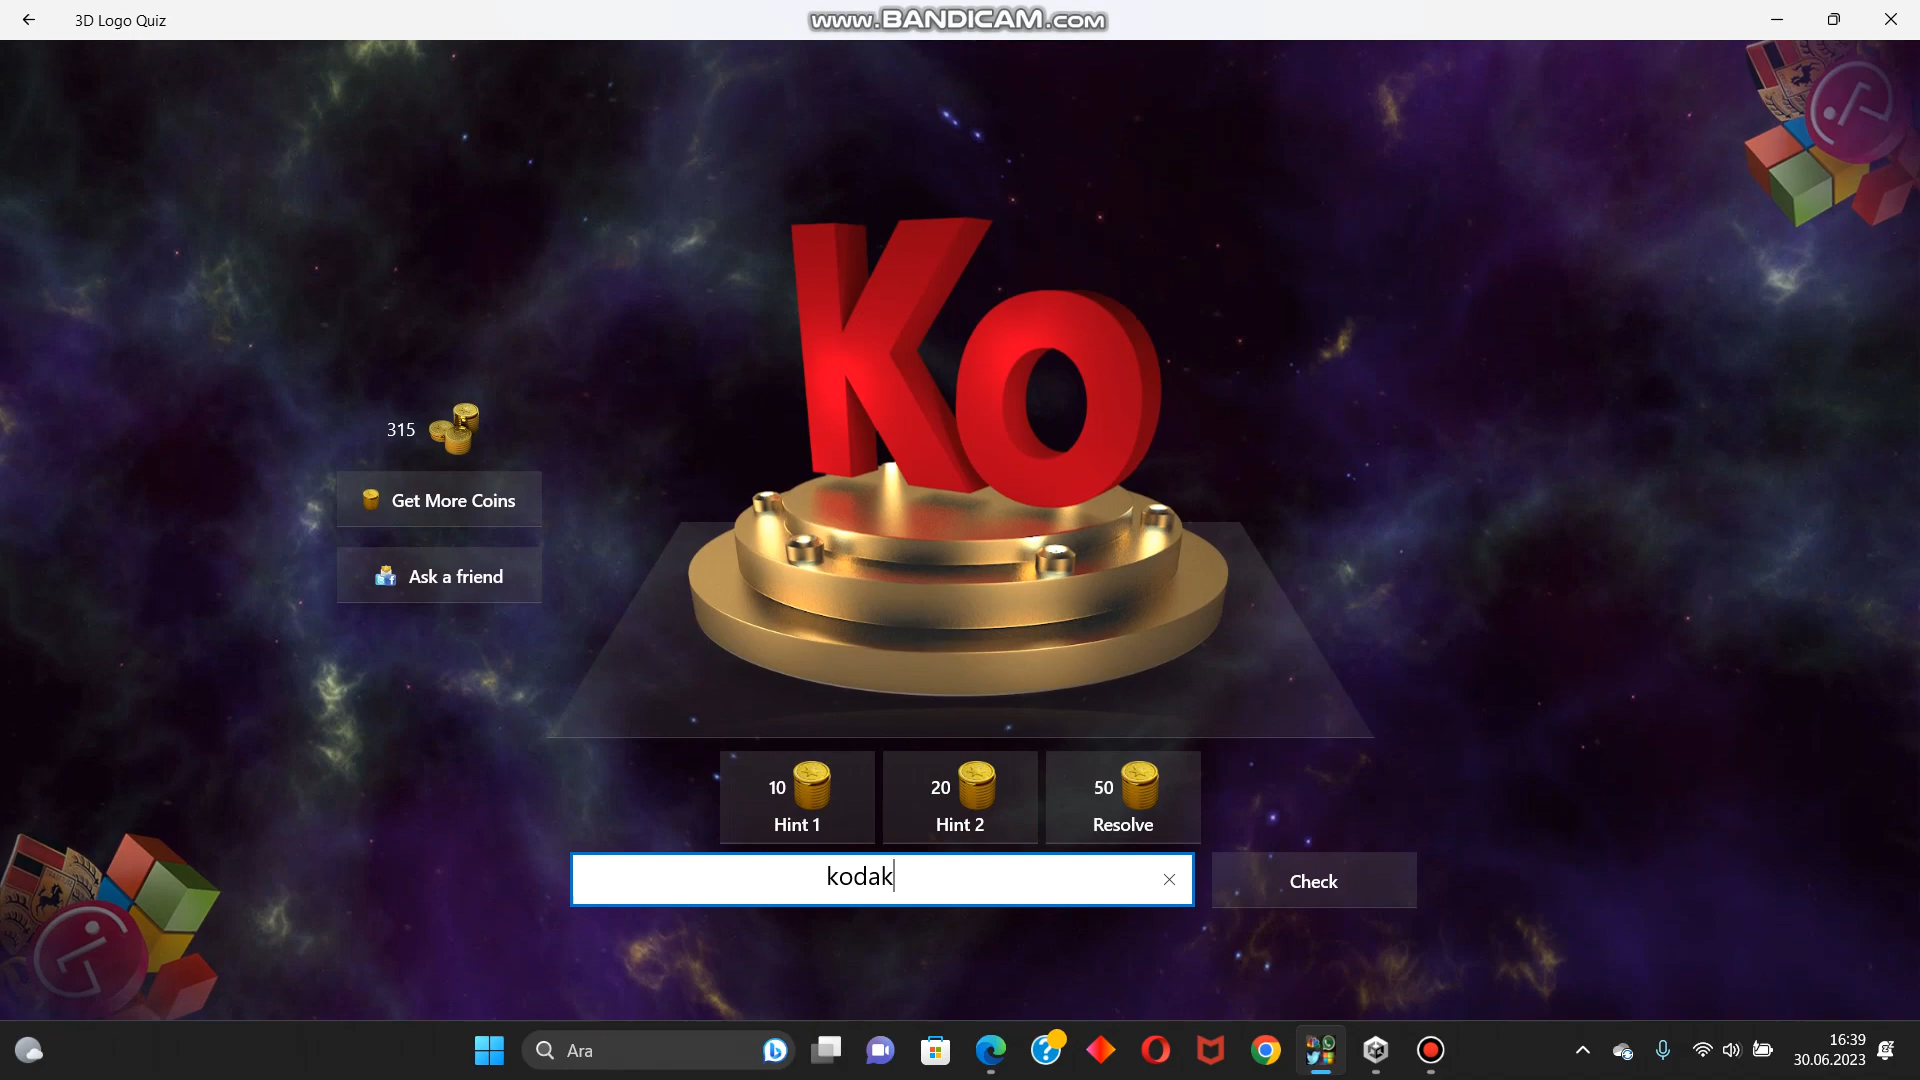 3D Logo Quiz
www.BANDICAM.com
Ko
315
Get More Coins
Ask a friend
10
Hint 1
20
Hint 2
50
Resolve
kodak
Check
Ara
16:39
30.06.2023